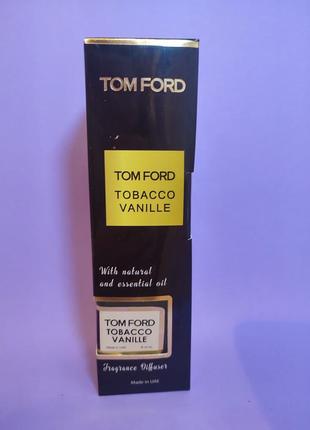 TOM FORD
TOM FORD
TOBACCO
VANILLE
With natural
and essential oil
TOM FORD
TOBACCO
VANILLE
Fragrance Diffuser
Made in UAE